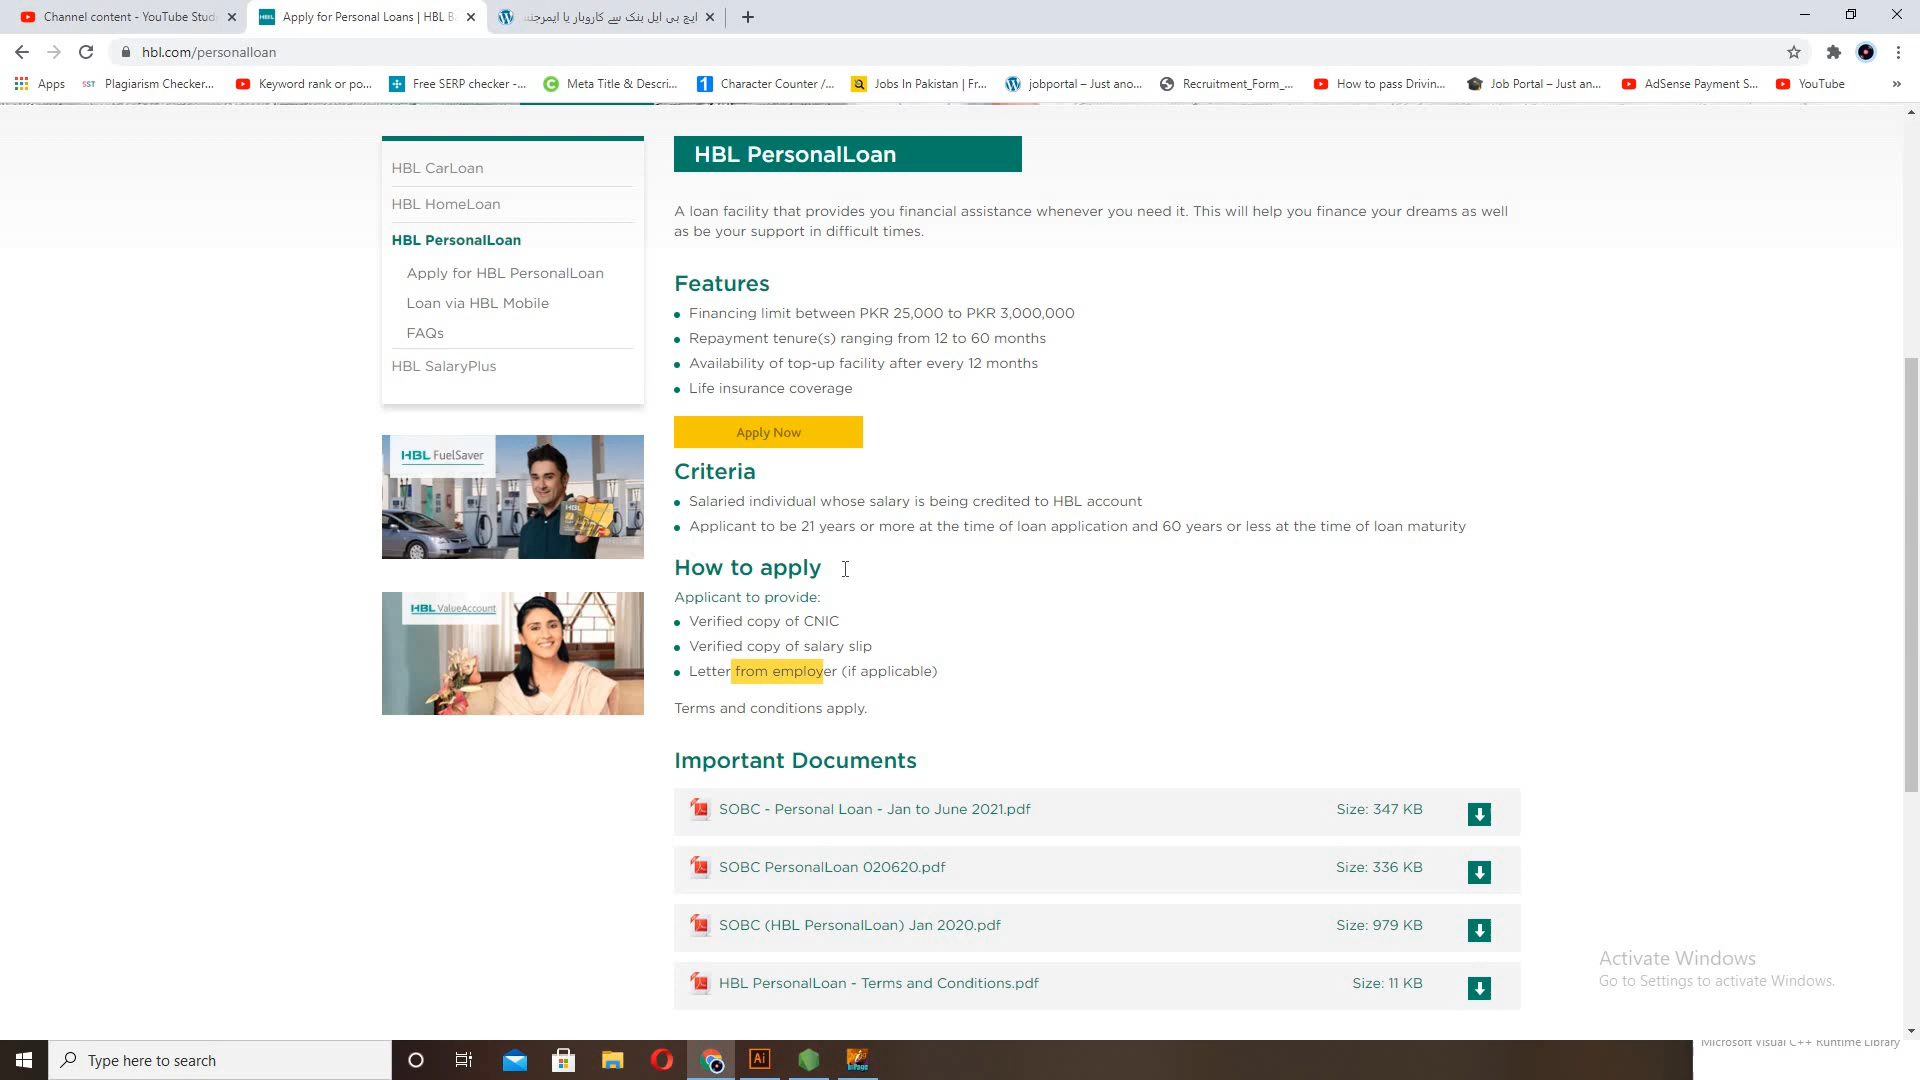 Channel content - YouTube Stud
Apply for Personal Loans | HBL B
ایچ بی ایل بنک سے کاروبار یا ایمرجنس
hbl.com/personalloan
Apps
SST Plagiarism Checker...
Keyword rank or po...
Free SERP checker -...
Meta Title & Descri...
Character Counter /...
Jobs In Pakistan | Fr...
jobportal – Just ano...
Recruitment_Form_...
How to pass Drivin...
Job Portal – Just an...
AdSense Payment S...
YouTube
»
HBL CarLoan
HBL HomeLoan
HBL PersonalLoan
Apply for HBL PersonalLoan
Loan via HBL Mobile
FAQs
HBL SalaryPlus
HBL FuelSaver
HBL
HBL ValueAccount
HBL PersonalLoan
A loan facility that provides you financial assistance whenever you need it. This will help you finance your dreams as well
as be your support in difficult times.
Features
Financing limit between PKR 25,000 to PKR 3,000,000
Repayment tenure(s) ranging from 12 to 60 months
Availability of top-up facility after every 12 months
Life insurance coverage
Apply Now
Criteria
Salaried individual whose salary is being credited to HBL account
Applicant to be 21 years or more at the time of loan application and 60 years or less at the time of loan maturity
How to apply
Applicant to provide:
Verified copy of CNIC
Verified copy of salary slip
Letter from employer (if applicable)
Terms and conditions apply.
Important Documents
SOBC - Personal Loan - Jan to June 2021.pdf Size: 347 KB
SOBC PersonalLoan 020620.pdf Size: 336 KB
SOBC (HBL PersonalLoan) Jan 2020.pdf Size: 979 KB
HBL PersonalLoan - Terms and Conditions.pdf Size: 11 KB
Activate Windows
Go to Settings to activate Windows.
Type here to search
Ai
InPage
Microsoft Visual C++ Runtime Library